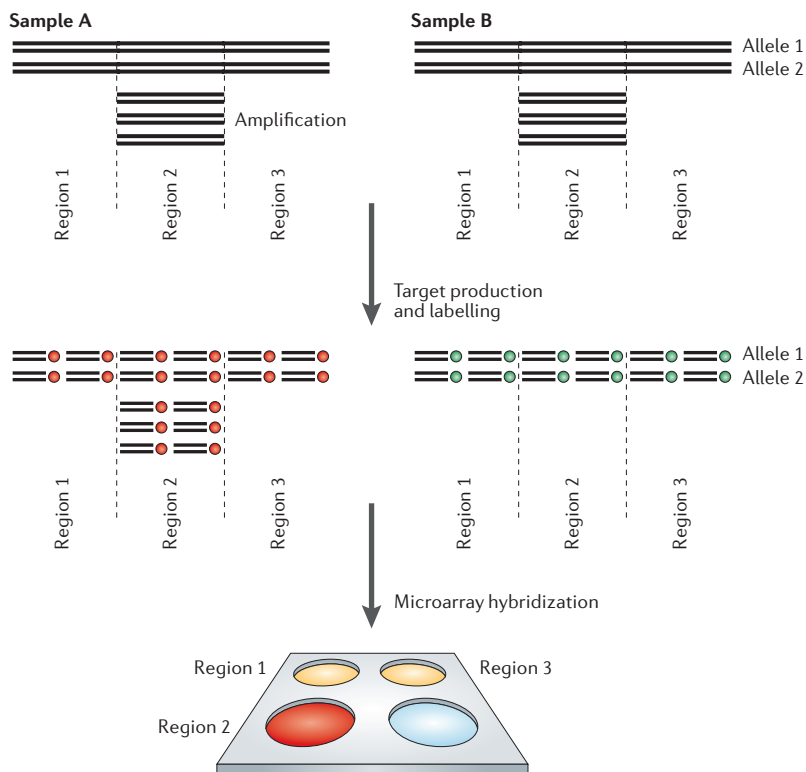 Sample A
Sample B
Allele 1
Allele 2
Amplification
Region 1
Region 2
Region 3
Region 1
Region 2
Region 3
Target production
and labelling
Allele 1
Allele 2
Region 1
Region 2
Region 3
Region 1
Region 2
Region 3
Microarray hybridization
Region 1
Region 3
Region 2